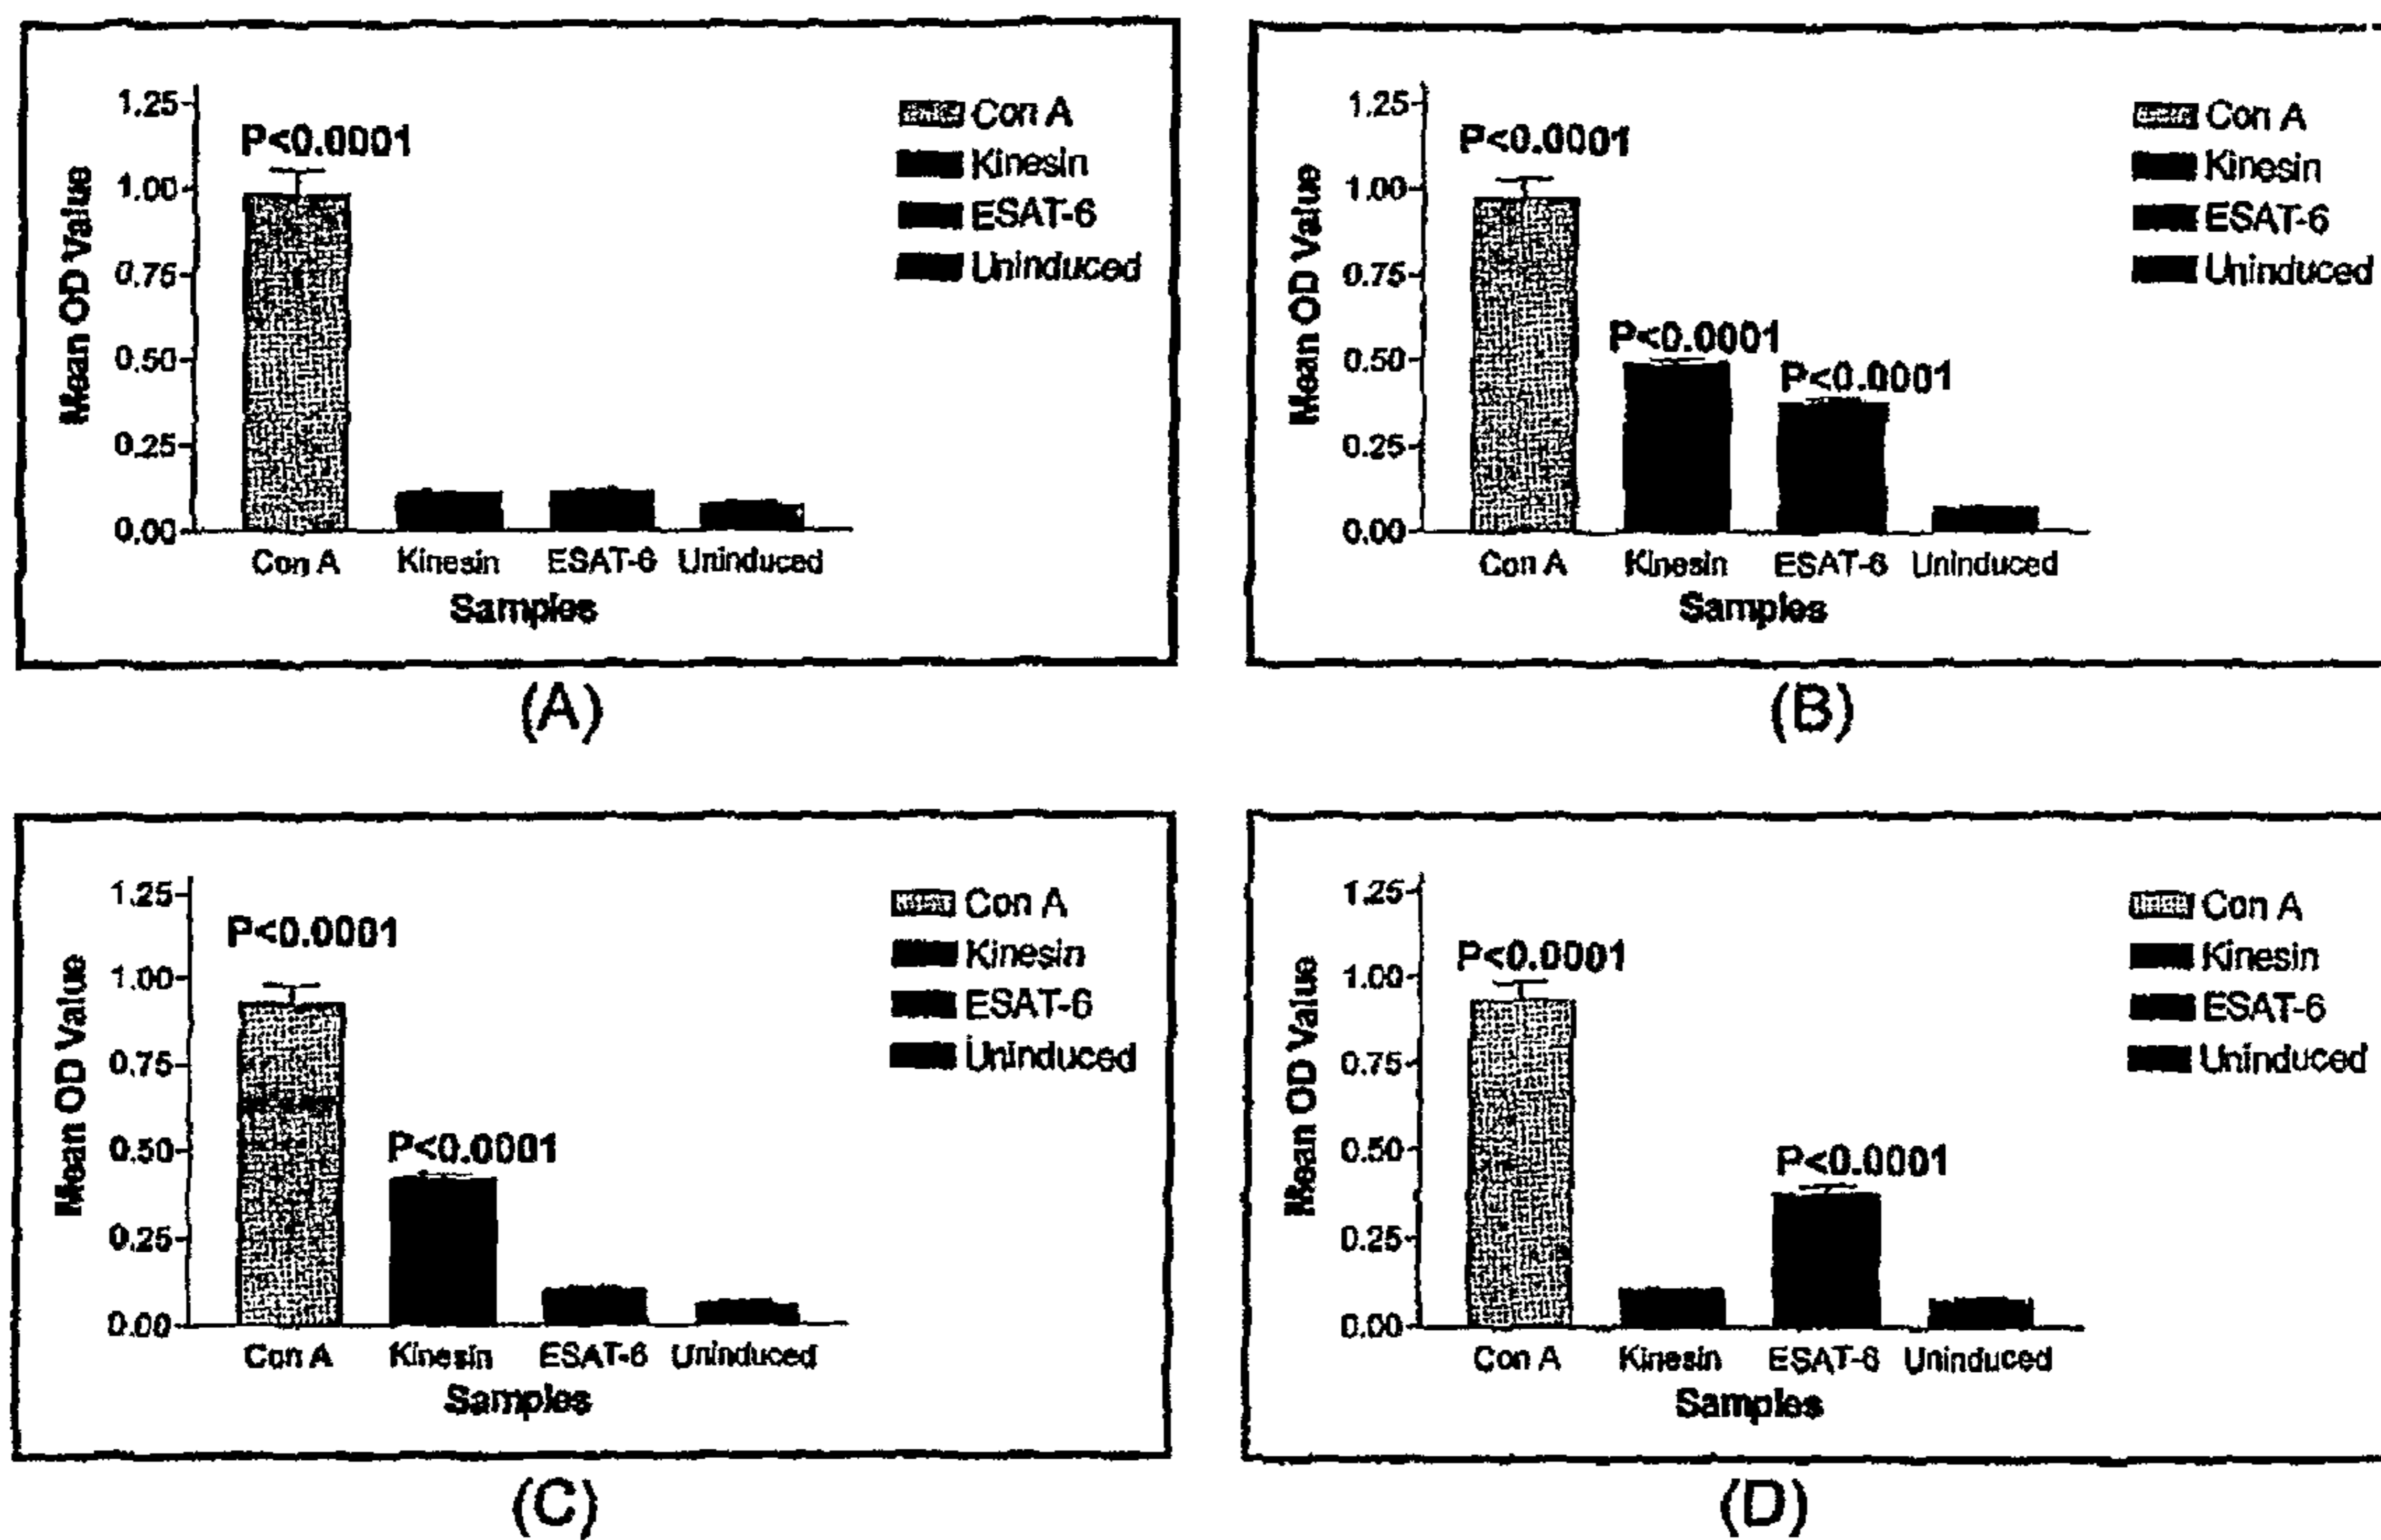 1.25
1.00
0.75
0.50
0.25
0.00
Mean OD Value
P<0.0001
Con A
Kinesin
ESAT-6
Uninduced
Con A Kinesin ESAT-6 Uninduced
Samples
(A)
1.25
1.00
0.75
0.50
0.25
0.00
Mean OD Value
P<0.0001
P<0.0001
P<0.0001
Con A
Kinesin
ESAT-6
Uninduced
Con A Kinesin ESAT-6 Uninduced
Samples
(B)
1.25
1.00
0.75
0.50
0.25
0.00
Mean OD Value
P<0.0001
P<0.0001
Con A
Kinesin
ESAT-6
Uninduced
Con A Kinesin ESAT-6 Uninduced
Samples
(C)
1.25
1.00
0.75
0.50
0.25
0.00
Mean OD Value
P<0.0001
P<0.0001
Con A
Kinesin
ESAT-6
Uninduced
Con A Kinesin ESAT-6 Uninduced
Samples
(D)